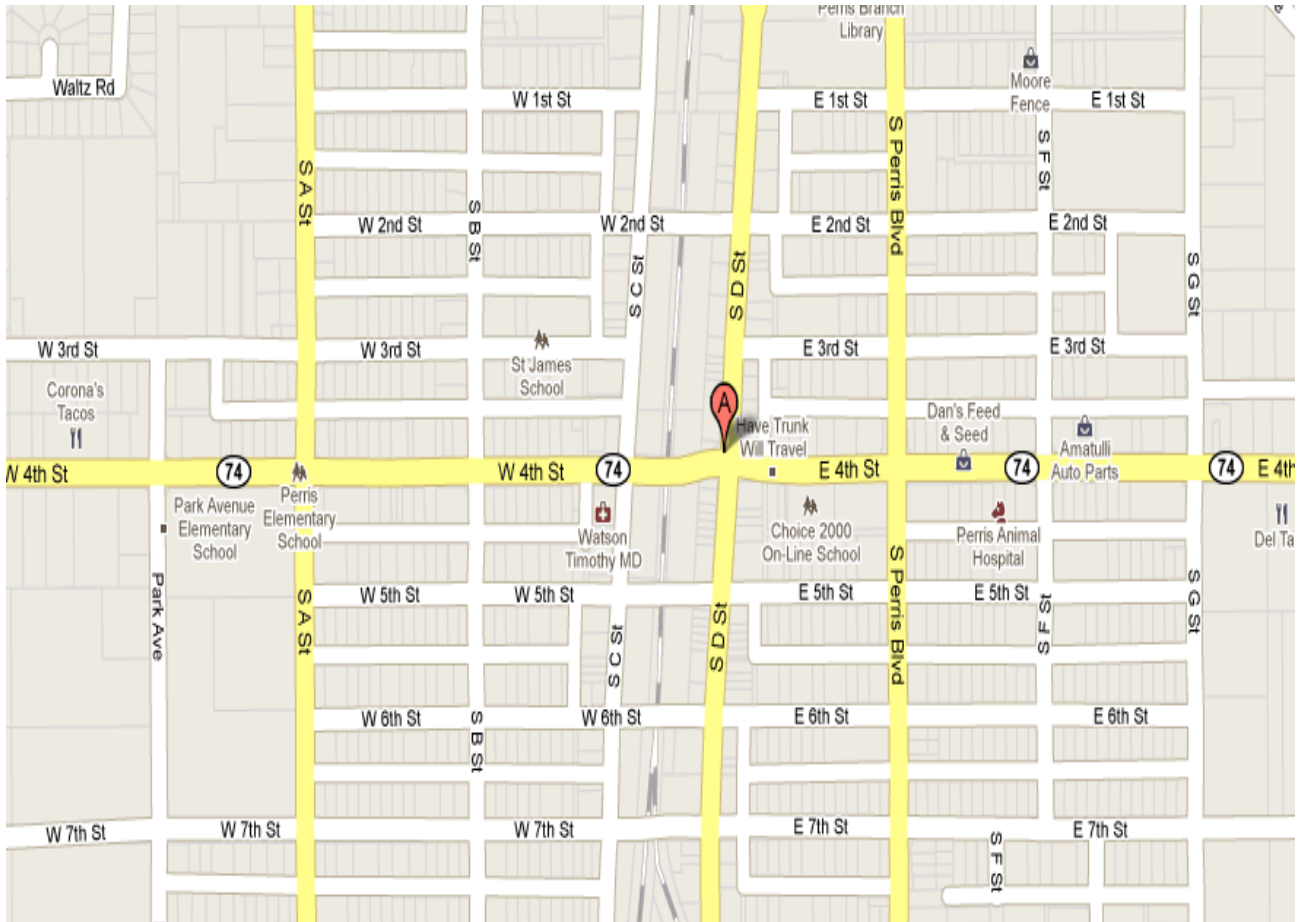 Perris Branch
Library
Waltz Rd
Moore
Fence
W 1st St
E 1st St
E 1st St
S A St
S Perris Blvd
S F St
S B St
W 2nd St
W 2nd St
E 2nd St
E 2nd St
S C St
S D St
S G St
W 3rd St
W 3rd St
E 3rd St
E 3rd St
St James
School
Corona's
Tacos
A
Have Trunk
Will Travel
Dan's Feed
& Seed
Amatulli
Auto Parts
W 4th St
74
W 4th St
74
E 4th St
74
74
E 4th
Park Avenue
Elementary
School
Perris
Elementary
School
Watson
Timothy MD
Choice 2000
On-Line School
Perris Animal
Hospital
Del Ta
Park Ave
S A St
W 5th St
W 5th St
E 5th St
E 5th St
S Perris Blvd
S G St
S F St
S C St
S D St
W 6th St
W 6th St
E 6th St
E 6th St
S B St
W 7th St
W 7th St
W 7th St
E 7th St
E 7th St
S F St